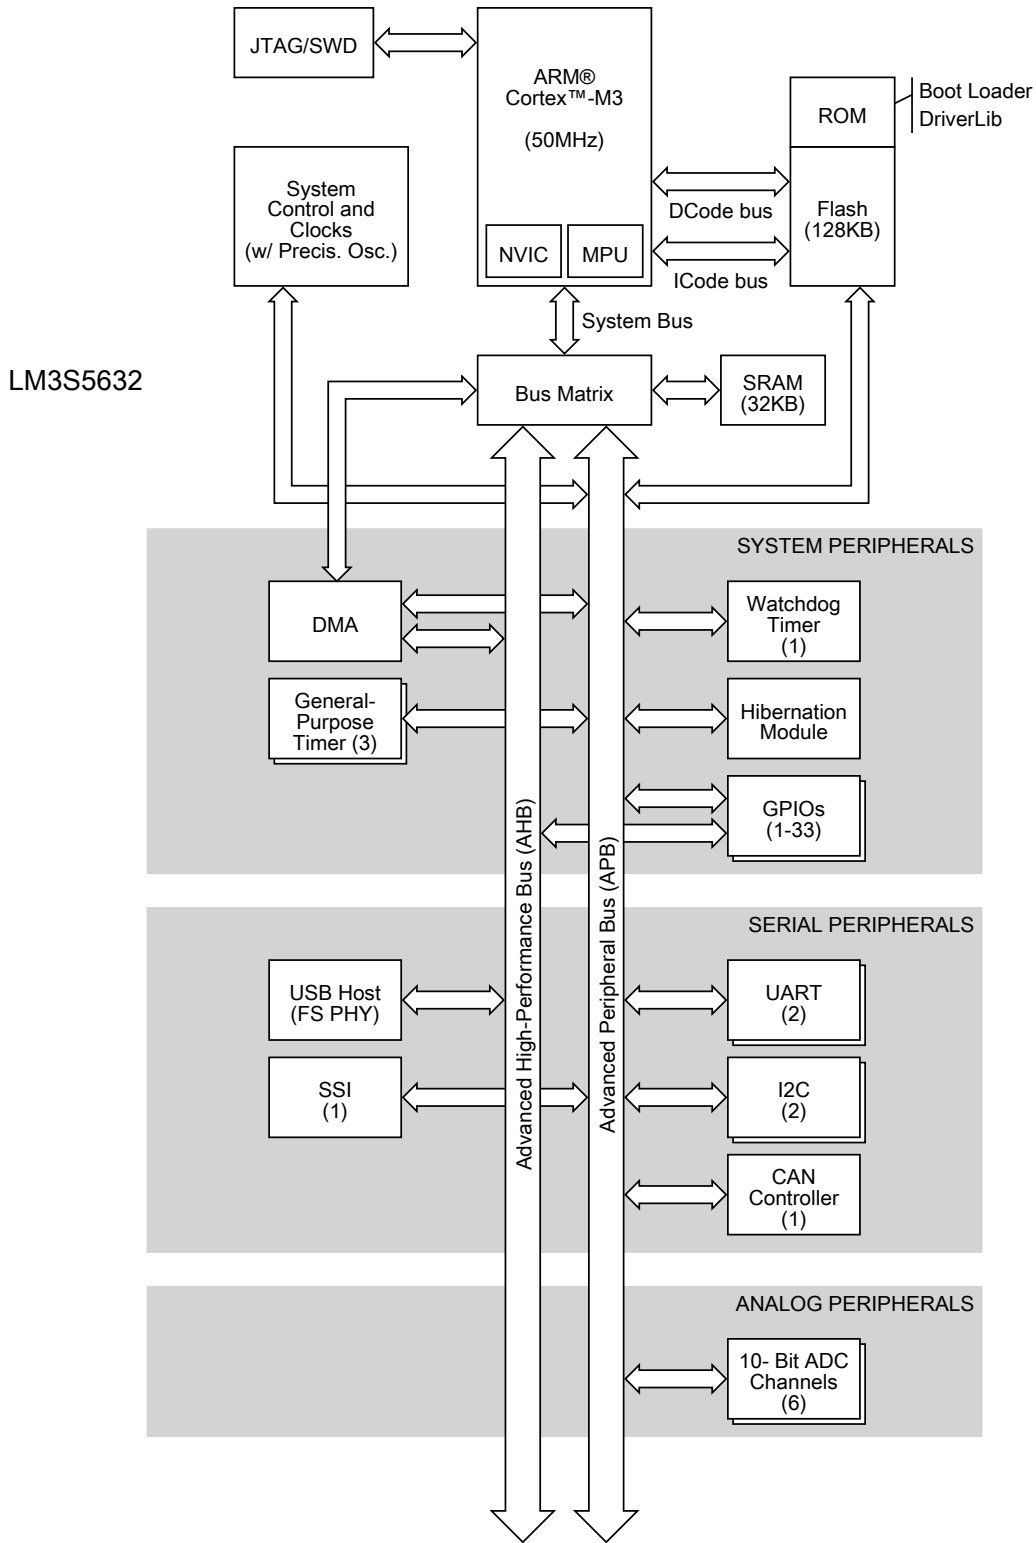 JTAG/SWD
ARM®
Cortex™-M3
(50MHz)
NVIC
MPU
ROM
Boot Loader
DriverLib
Flash
(128KB)
DCode bus
ICode bus
System
Control and
Clocks
(w/ Precis. Osc.)
System Bus
LM3S5632
Bus Matrix
SRAM
(32KB)
SYSTEM PERIPHERALS
DMA
Watchdog
Timer
(1)
General-
Purpose
Timer (3)
Hibernation
Module
GPIOs
(1-33)
Advanced High-Performance Bus (AHB)
Advanced Peripheral Bus (APB)
SERIAL PERIPHERALS
USB Host
(FS PHY)
UART
(2)
SSI
(1)
I2C
(2)
CAN
Controller
(1)
ANALOG PERIPHERALS
10- Bit ADC
Channels
(6)